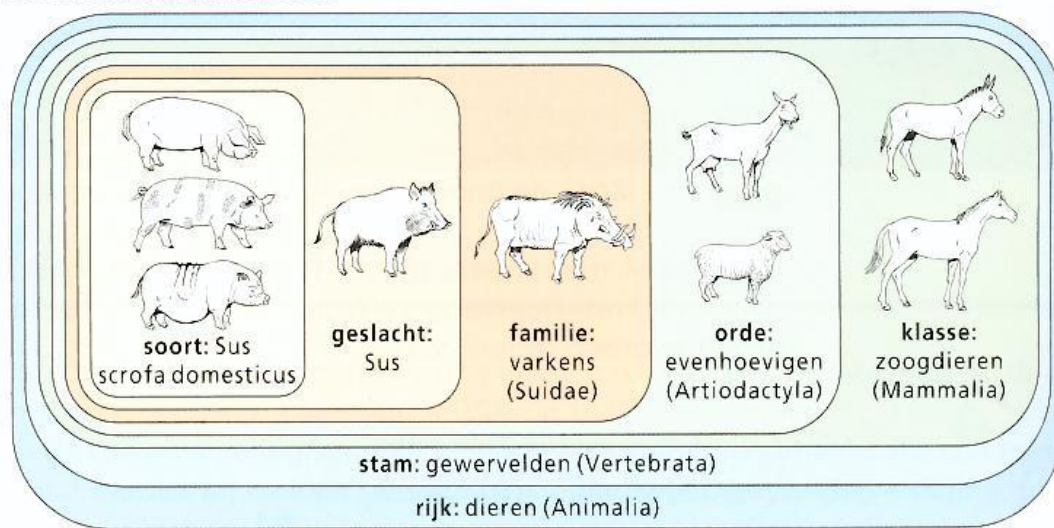 soort: Sus
scrofa domesticus
geslacht:
Sus
familie:
varkens
(Suidae)
orde:
evenhoevigen
(Artiodactyla)
klasse:
zoogdieren
(Mammalia)
stam: gewervelden (Vertebrata)
rijk: dieren (Animalia)